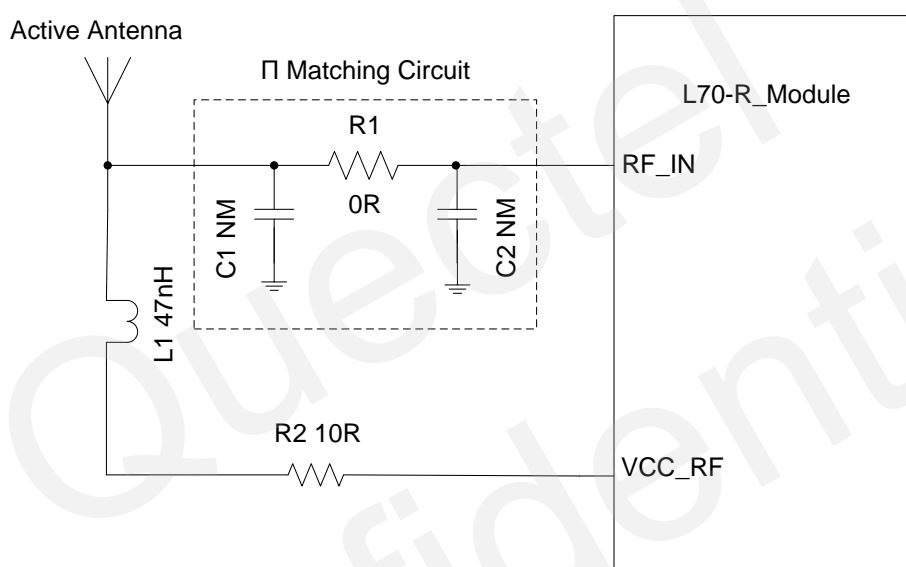 Active Antenna
Π Matching Circuit
L70-R_Module
R1
RF_IN
0R
C1 NM
C2 NM
L1 47nH
R2 10R
VCC_RF
Quectel
fidenti